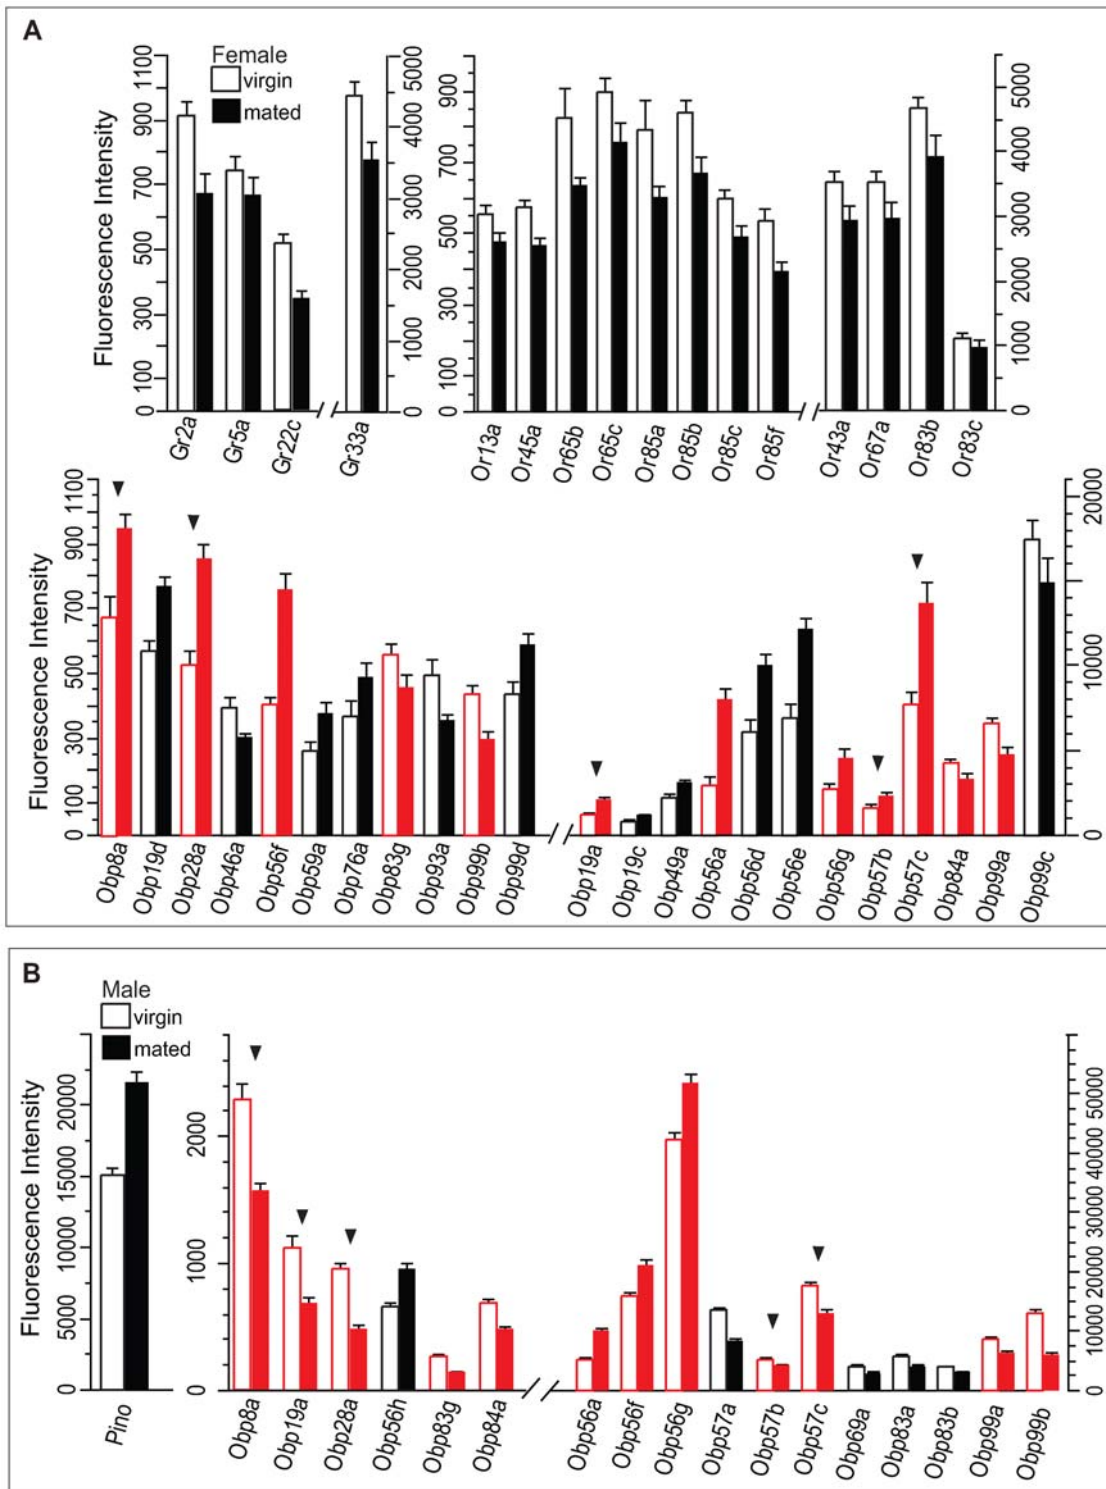 A
Female
virgin
mated
Fluorescence Intensity
0 100 300 500 700 900 1100
0 1000 2000 3000 4000 5000
0 100 300 500 700 900
0 1000 2000 3000 4000 5000
Gr2a Gr5a Gr22c Gr33a Or13a Or45a Or65b Or65c Or85a Or85b Or85c Or85f Or43a Or67a Or83b Or83c
Fluorescence Intensity
0 100 300 500 700 900 1100
0 10000 20000
Obp8a Obp19d Obp28a Obp46a Obp56f Obp59a Obp76a Obp83g Obp93a Obp99b Obp99d Obp19a Obp19c Obp49a Obp56a Obp56d Obp56e Obp56g Obp57b Obp57c Obp84a Obp99a Obp99c
B
Male
virgin
mated
Fluorescence Intensity
0 5000 10000 15000 20000
0 1000 2000
0 10000 20000 30000 40000 50000
Pino Obp8a Obp19a Obp28a Obp56h Obp83g Obp84a Obp56a Obp56f Obp56g Obp57a Obp57b Obp57c Obp69a Obp83a Obp83b Obp99a Obp99b